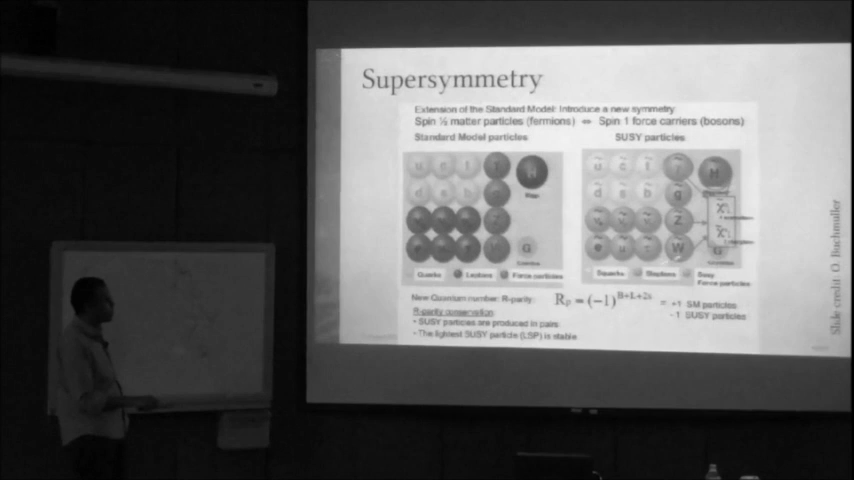 Supersymmetry
Extension of the Standard Model: Introduce a new symmetry
Spin ½ matter particles (fermions) ⇔ Spin 1 force carriers (bosons)
Standard Model particles
SUSY particles
u c t γ H
d s b g
Z
e μ τ W G
ũ c̃ t̃ γ̃ H̃
d̃ s̃ b̃ g̃
Z̃
ẽ μ̃ τ̃ W̃ G̃
Quarks Leptons Force particles
Squarks Sleptons Susy
Force particles
New Quantum number: R-parity:
Rₚ = (−1)ᴮ⁺ᴸ⁺²ˢ = +1 SM particles
- 1 SUSY particles
R-parity conservation:
• SUSY particles are produced in pairs
• The lightest SUSY particle (LSP) is stable
Slide credit O. Buchmuller